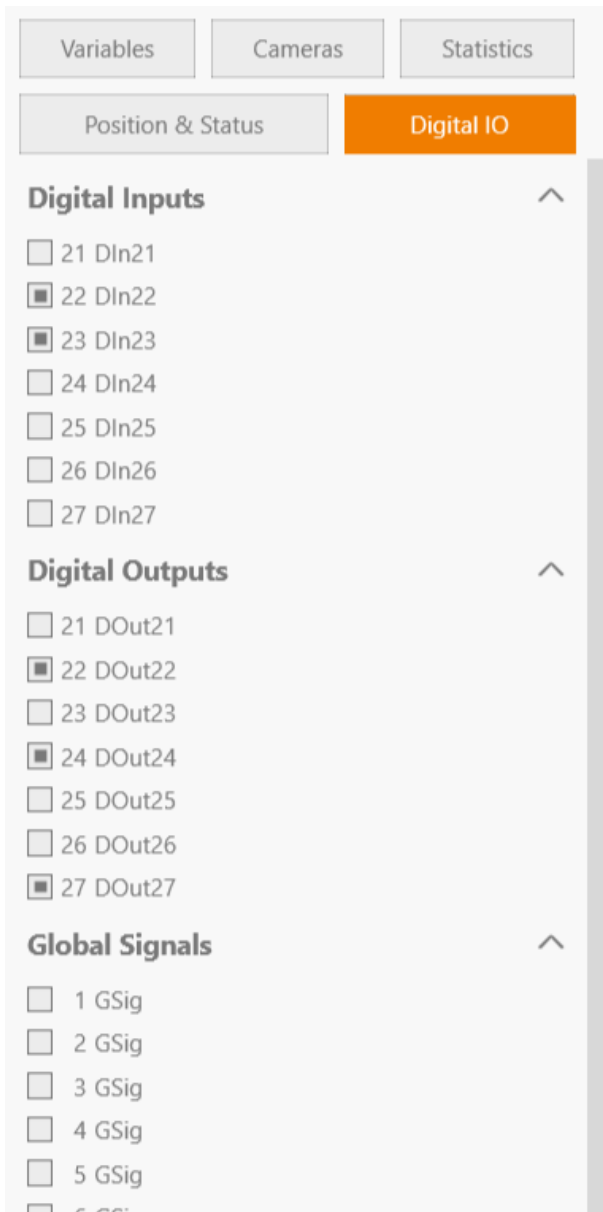 Variables Cameras Statistics
Position & Status Digital IO
Digital Inputs
21 DIn21
22 DIn22
23 DIn23
24 DIn24
25 DIn25
26 DIn26
27 DIn27
Digital Outputs
21 DOut21
22 DOut22
23 DOut23
24 DOut24
25 DOut25
26 DOut26
27 DOut27
Global Signals
1 GSig
2 GSig
3 GSig
4 GSig
5 GSig